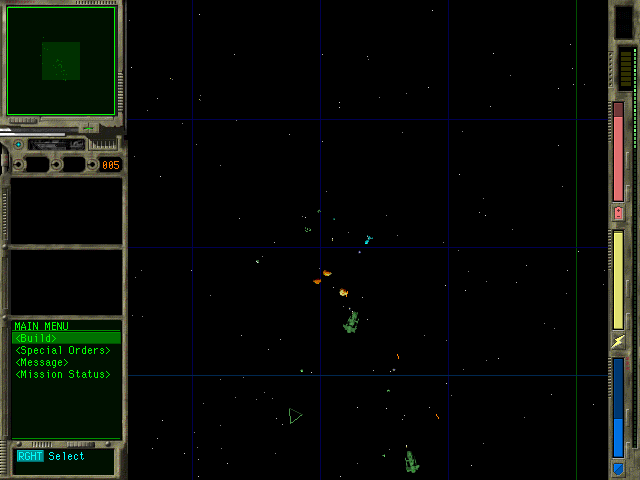 005
MAIN MENU
<Build>
<Special Orders>
<Message>
<Mission Status>
RGHT Select